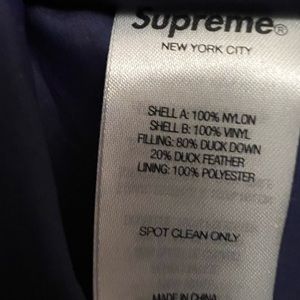 Supreme®
NEW YORK CITY
SHELL A: 100% NYLON
SHELL B: 100% VINYL
FILLING: 80% DUCK DOWN
20% DUCK FEATHER
LINING: 100% POLYESTER
SPOT CLEAN ONLY
MADE IN CHINA